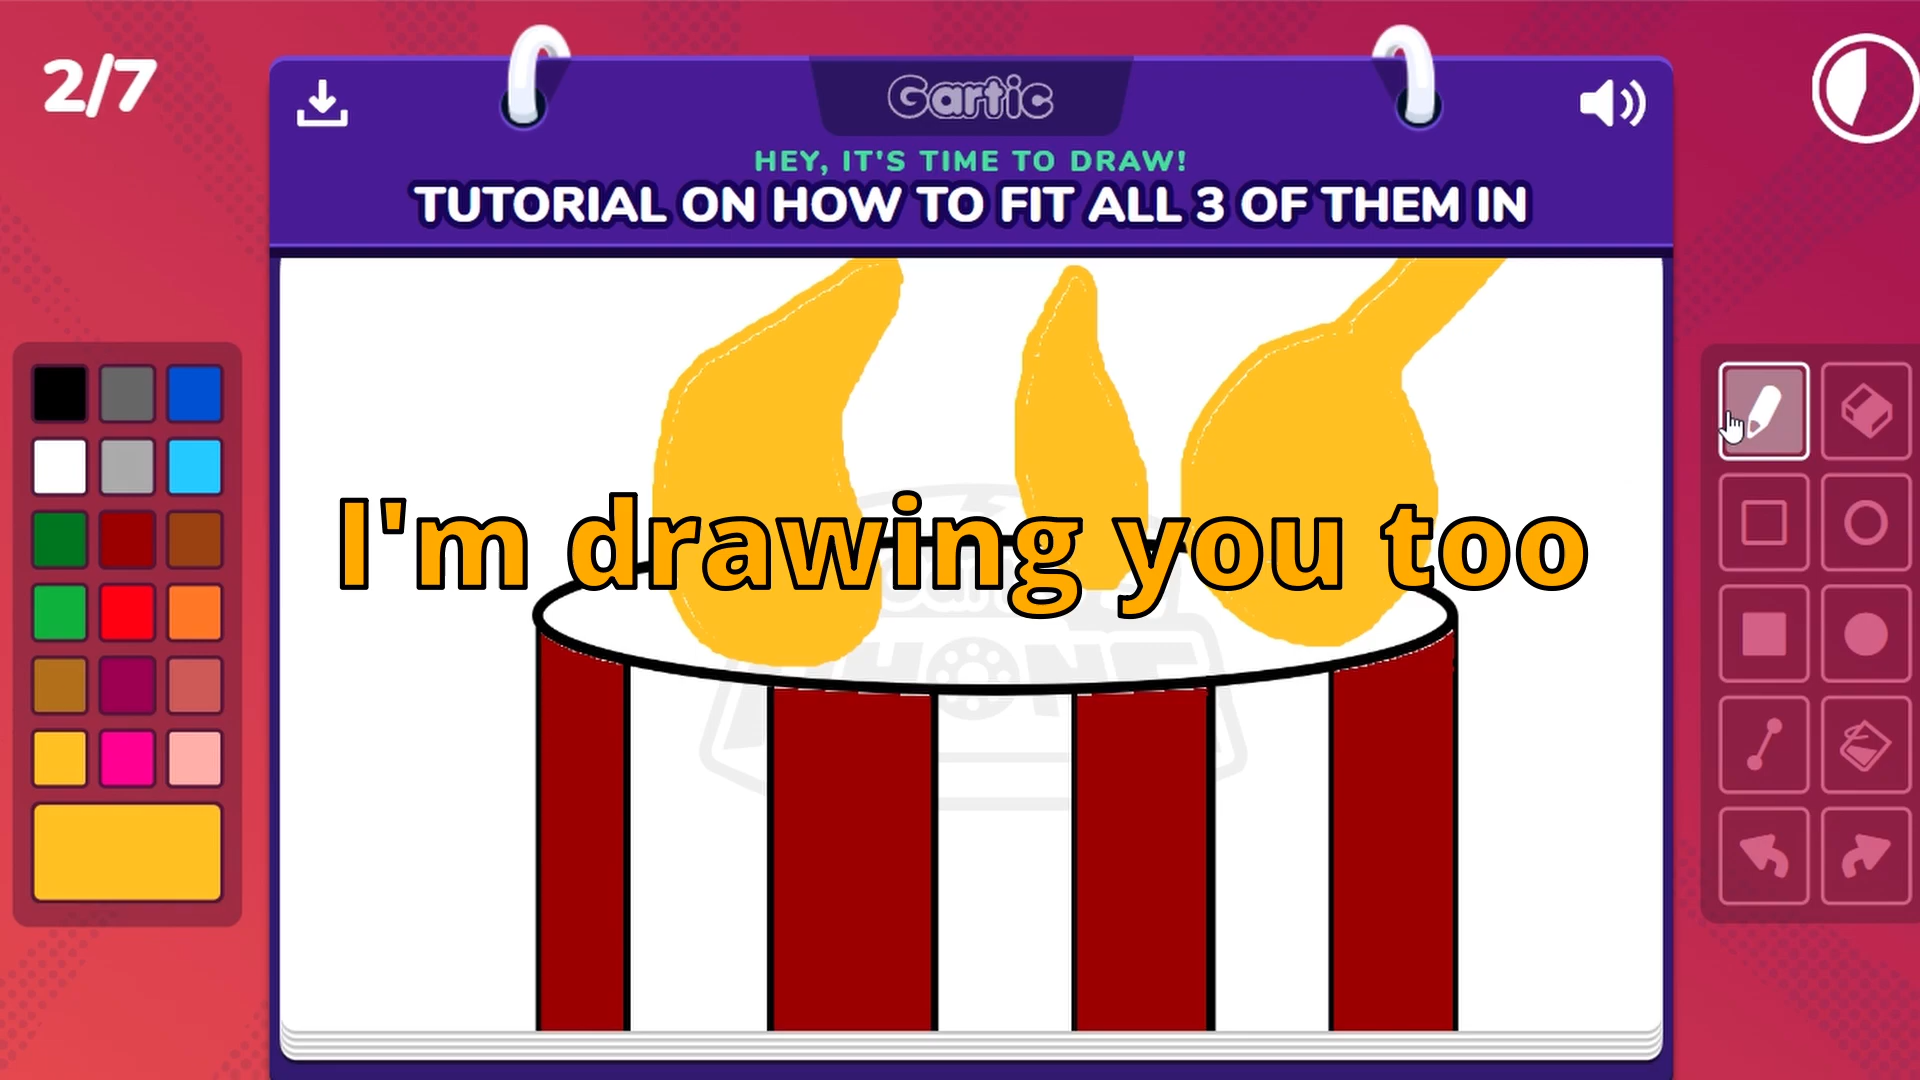 2/7
Gartic
HEY, IT'S TIME TO DRAW!
TUTORIAL ON HOW TO FIT ALL 3 OF THEM IN
I'm drawing you too
PHONE